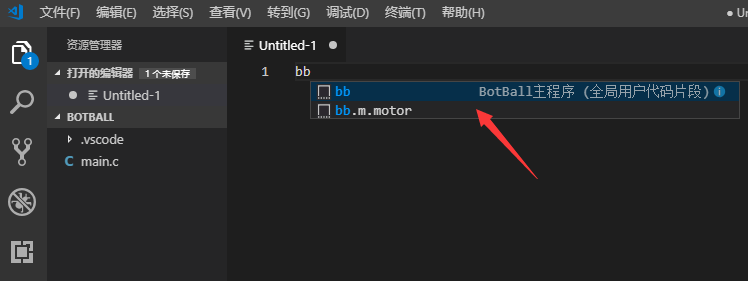 文件(F) 编辑(E) 选择(S) 查看(V) 转到(G) 调试(D) 终端(T) 帮助(H) ● Un
资源管理器
打开的编辑器 1 个未保存
● Untitled-1
BOTBALL
.vscode
C main.c
1
Untitled-1 ●
1 bb
bb BotBall主程序 (全局用户代码片段)
bb.m.motor